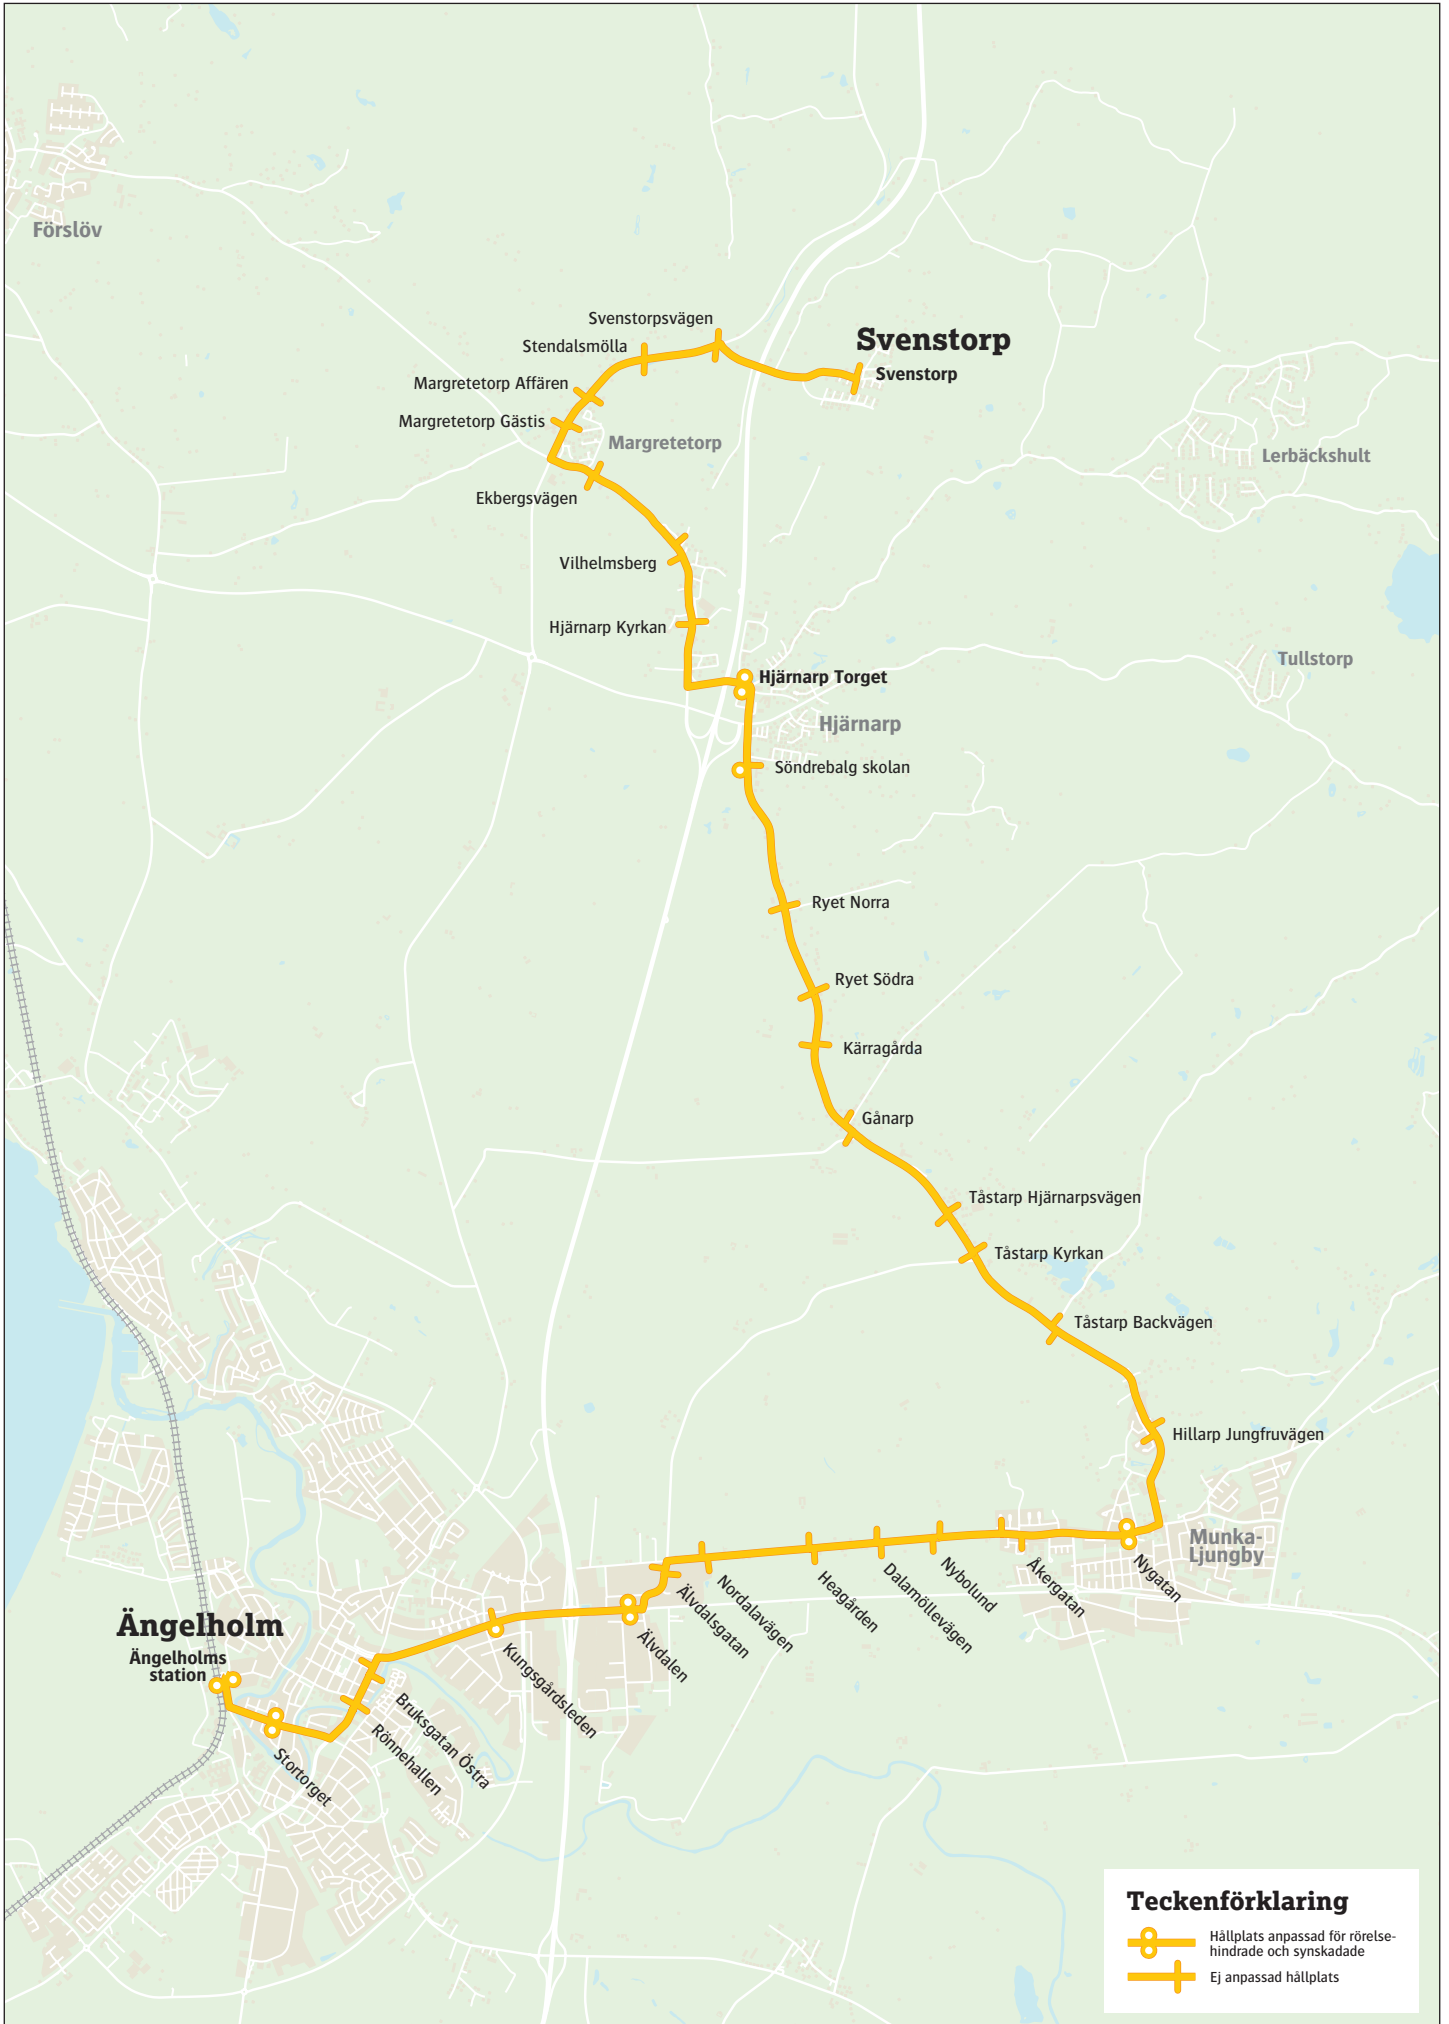 Förslöv
Svenstorpsvägen
Stendalsmölla
Svenstorp
Svenstorp
Margretetorp Affären
Margretetorp Gästis
Margretetorp
Lerbäckshult
Ekbergsvägen
Vilhelmsberg
Hjärnarp Kyrkan
Tullstorp
Hjärnarp Torget
Hjärnarp
Söndrebalg skolan
Ryet Norra
Ryet Södra
Kärragårda
Gånarp
Tåstarp Hjärnarpsvägen
Tåstarp Kyrkan
Tåstarp Backvägen
Hillarp Jungfruvägen
Munka-
Ljungby
Nygatan
Åkergatan
Nybolund
Dalamöllevägen
Heagården
Nordalavägen
Älvdalsgatan
Älvdalen
Kungsgårdsleden
Bruksgatan Östra
Rönnehallen
Stortorget
Ängelholm
Ängelholms
station
Teckenförklaring
Hållplats anpassad för rörelse-
hindrade och synskadade
Ej anpassad hållplats